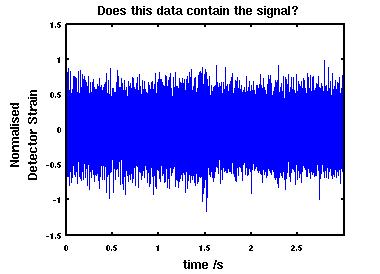 Does this data contain the signal?
1.5
1
0.5
0
-0.5
-1
-1.5
Normalised
Detector Strain
0 0.5 1 1.5 2 2.5
time /s